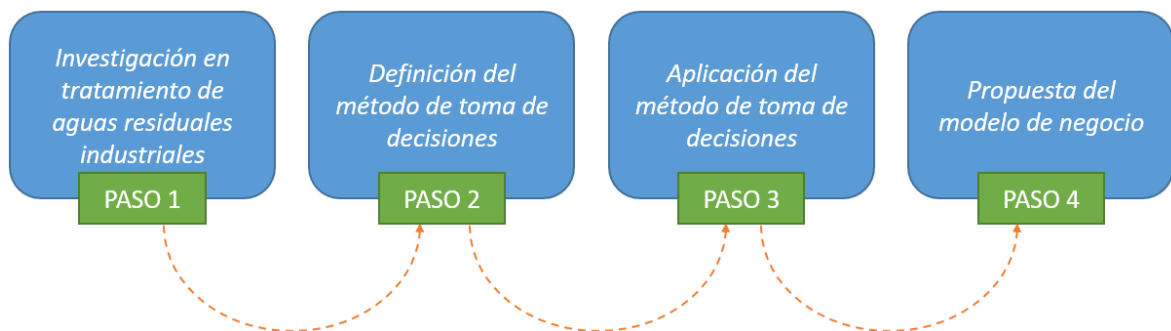 Investigación en
tratamiento de
aguas residuales
industriales
PASO 1
Definición del
método de toma de
decisiones
PASO 2
Aplicación del
método de toma de
decisiones
PASO 3
Propuesta del
modelo de negocio
PASO 4